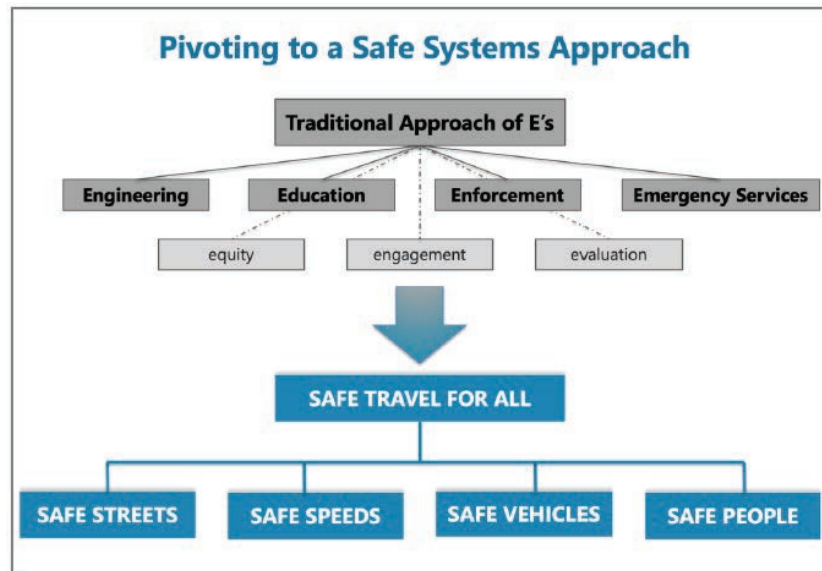 Pivoting to a Safe Systems Approach
Traditional Approach of E's
Engineering
Education
Enforcement
Emergency Services
equity
engagement
evaluation
SAFE TRAVEL FOR ALL
SAFE STREETS
SAFE SPEEDS
SAFE VEHICLES
SAFE PEOPLE